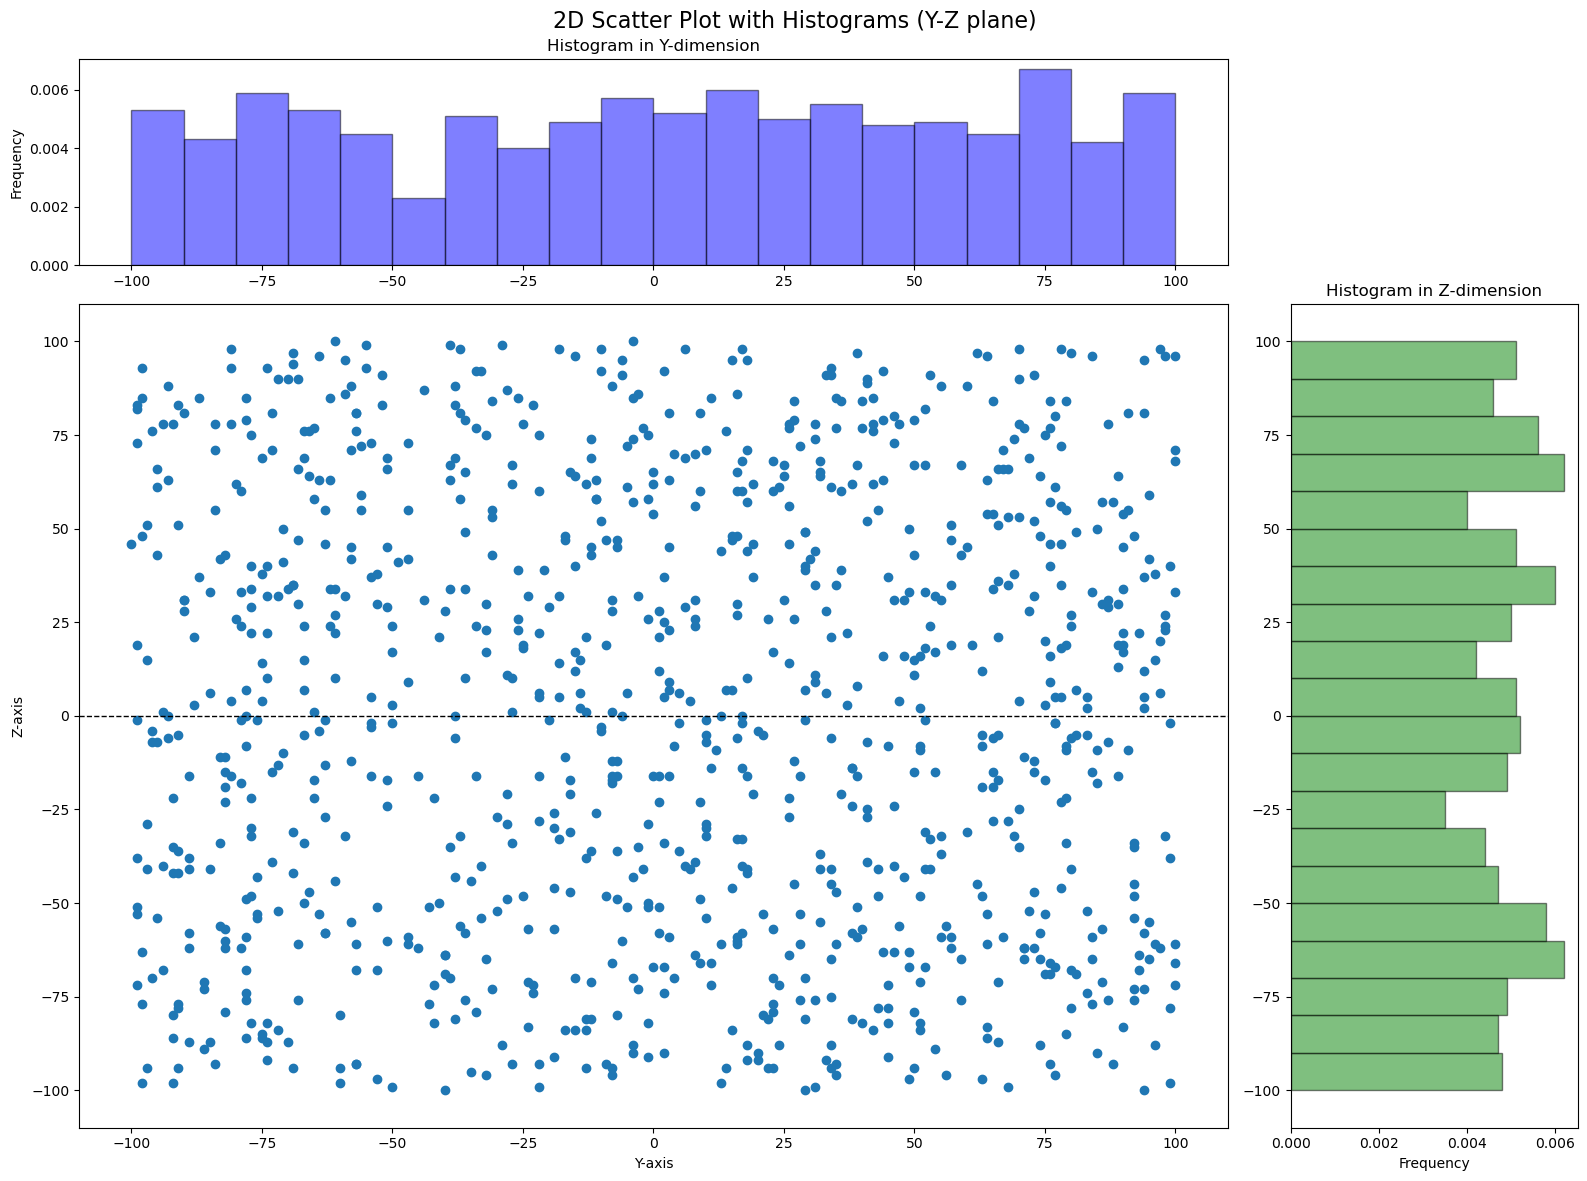 2D Scatter Plot with Histograms (Y-Z plane)
Histogram in Y-dimension
Frequency
0.006
0.004
0.002
0.000
−100 −75 −50 −25 0 25 50 75 100
Z-axis
100
75
50
25
0
−25
−50
−75
−100
−100 −75 −50 −25 0 25 50 75 100
Y-axis
Histogram in Z-dimension
100
75
50
25
0
−25
−50
−75
−100
0.000 0.002 0.004 0.006
Frequency